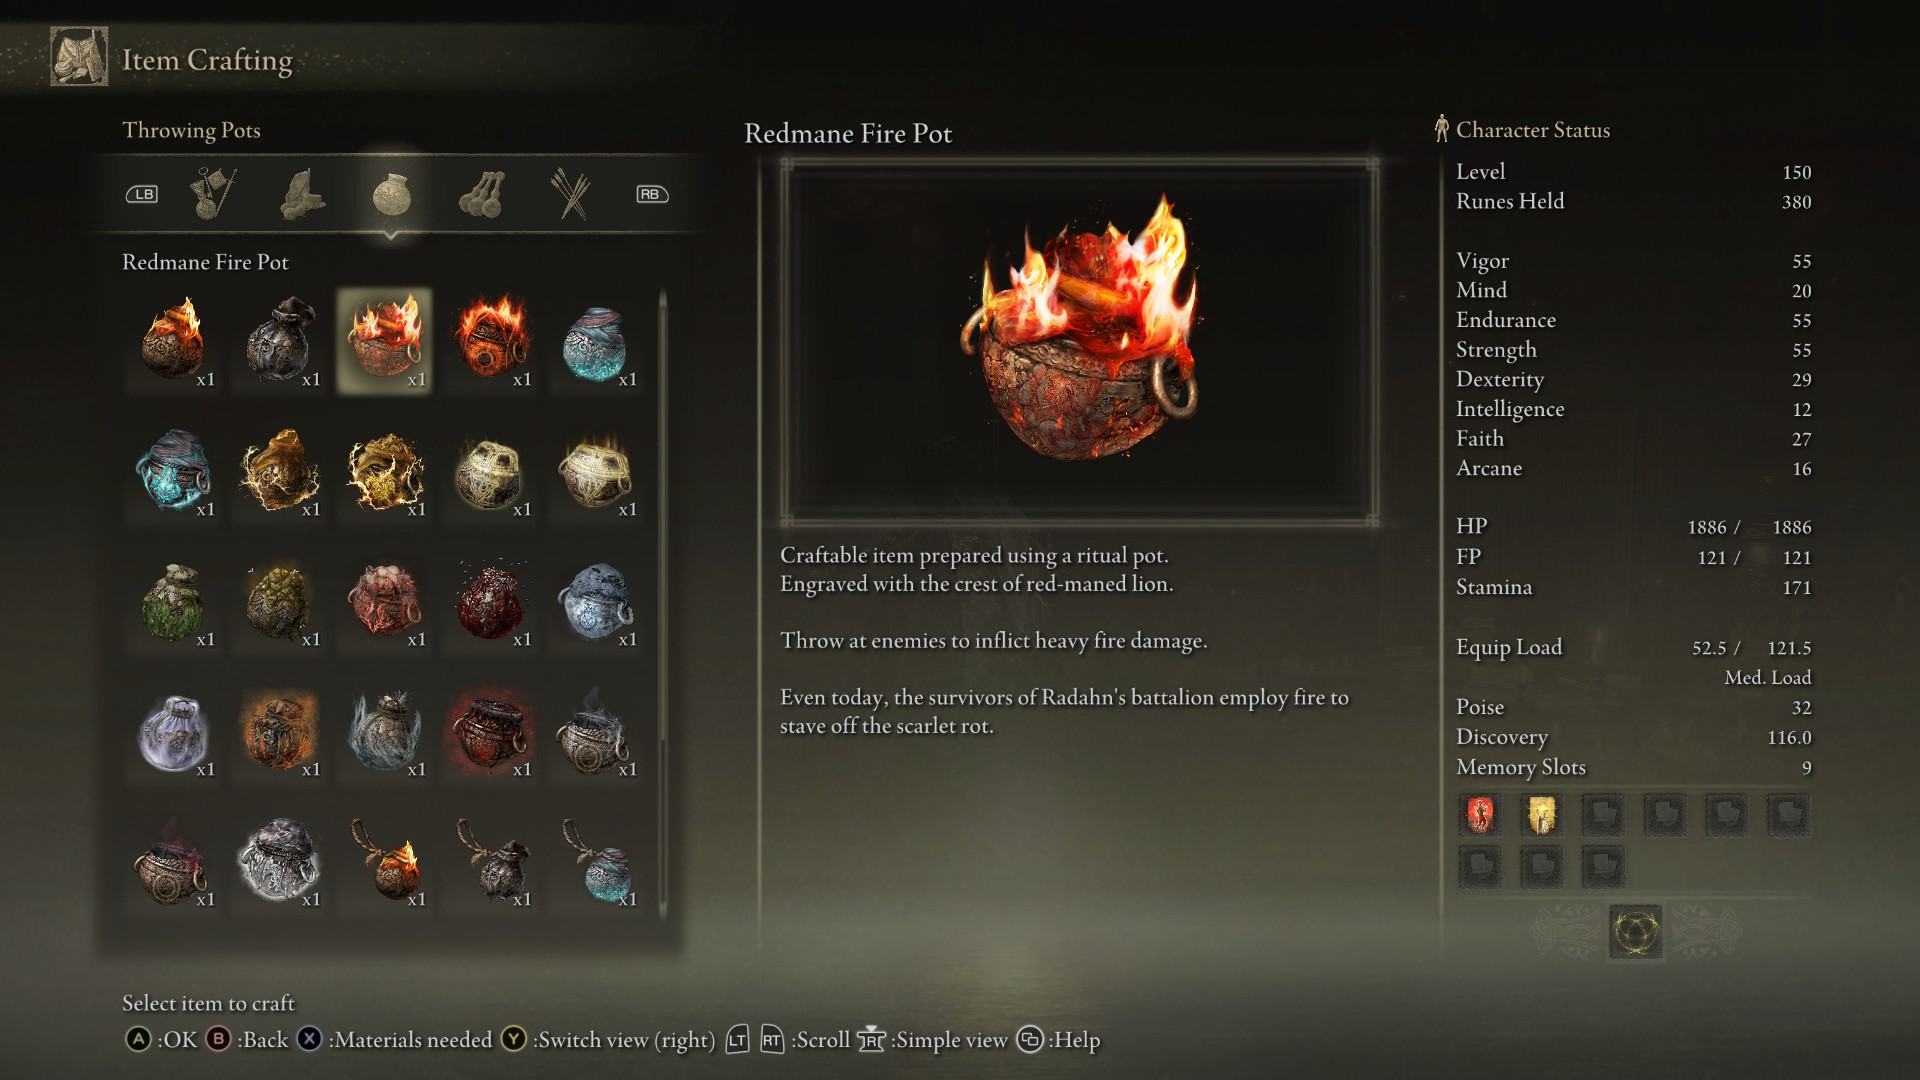 Item Crafting
Throwing Pots
LB
RB
Redmane Fire Pot
x1 x1 x1 x1 x1
x1 x1 x1 x1 x1
x1 x1 x1 x1 x1
x1 x1 x1 x1 x1
x1 x1 x1 x1 x1
Redmane Fire Pot
Craftable item prepared using a ritual pot.
Engraved with the crest of red-maned lion.
Throw at enemies to inflict heavy fire damage.
Even today, the survivors of Radahn's battalion employ fire to
stave off the scarlet rot.
Character Status
Level 150
Runes Held 380
Vigor 55
Mind 20
Endurance 55
Strength 55
Dexterity 29
Intelligence 12
Faith 27
Arcane 16
HP 1886 / 1886
FP 121 / 121
Stamina 171
Equip Load 52.5 / 121.5
Med. Load
Poise 32
Discovery 116.0
Memory Slots 9
Select item to craft
A :OK B :Back X :Materials needed Y :Switch view (right) LT RT :Scroll R :Simple view :Help